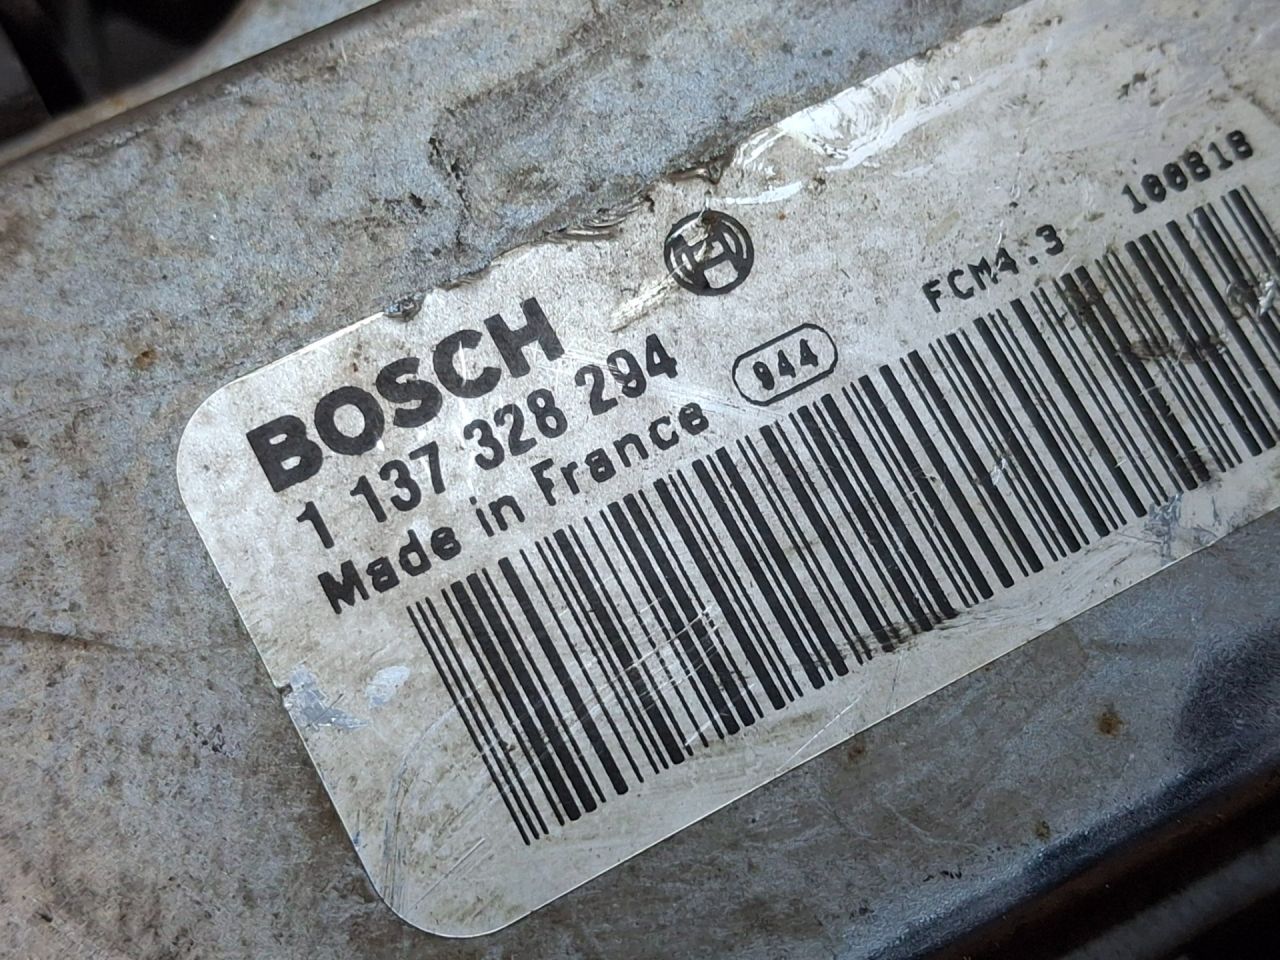 BOSCH
1 137 328 294
Made in France
944
FCM4.3
100818